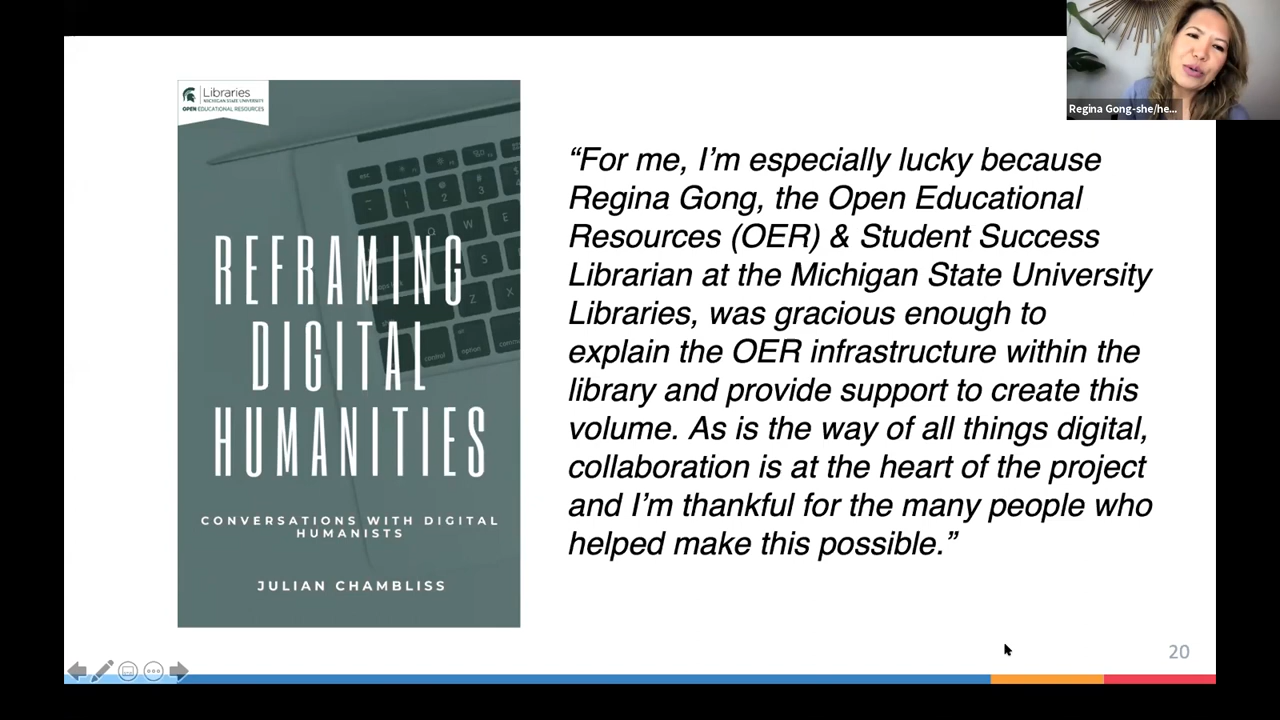 Libraries
MICHIGAN STATE UNIVERSITY
OPEN EDUCATIONAL RESOURCES
REFRAMING
DIGITAL
HUMANITIES
CONVERSATIONS WITH DIGITAL
HUMANISTS
JULIAN CHAMBLISS
“For me, I’m especially lucky because
Regina Gong, the Open Educational
Resources (OER) & Student Success
Librarian at the Michigan State University
Libraries, was gracious enough to
explain the OER infrastructure within the
library and provide support to create this
volume. As is the way of all things digital,
collaboration is at the heart of the project
and I’m thankful for the many people who
helped make this possible.”
Regina Gong-she/he...
20